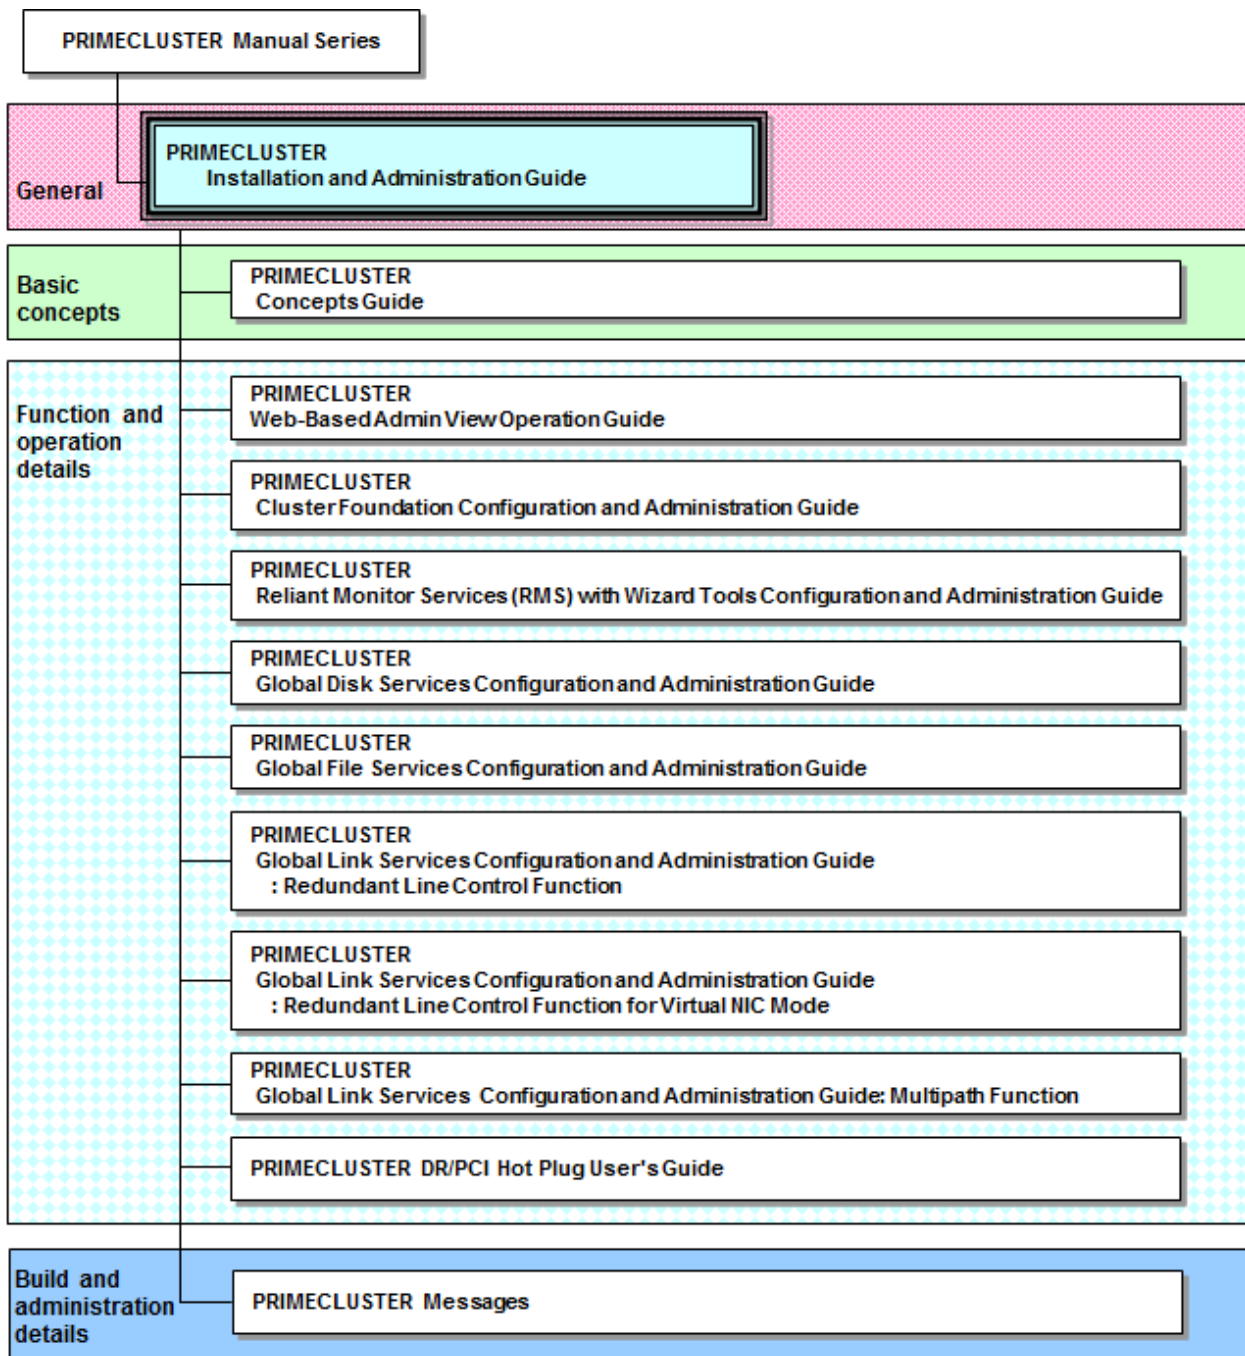 PRIMECLUSTER Manual Series
General
PRIMECLUSTER
Installation and Administration Guide
Basic
concepts
PRIMECLUSTER
Concepts Guide
Function and
operation
details
PRIMECLUSTER
Web-Based Admin View Operation Guide
PRIMECLUSTER
Cluster Foundation Configuration and Administration Guide
PRIMECLUSTER
Reliant Monitor Services (RMS) with Wizard Tools Configuration and Administration Guide
PRIMECLUSTER
Global Disk Services Configuration and Administration Guide
PRIMECLUSTER
Global File Services Configuration and Administration Guide
PRIMECLUSTER
Global Link Services Configuration and Administration Guide
: Redundant Line Control Function
PRIMECLUSTER
Global Link Services Configuration and Administration Guide
: Redundant Line Control Function for Virtual NIC Mode
PRIMECLUSTER
Global Link Services Configuration and Administration Guide: Multipath Function
PRIMECLUSTER DR/PCI Hot Plug User's Guide
Build and
administration
details
PRIMECLUSTER Messages